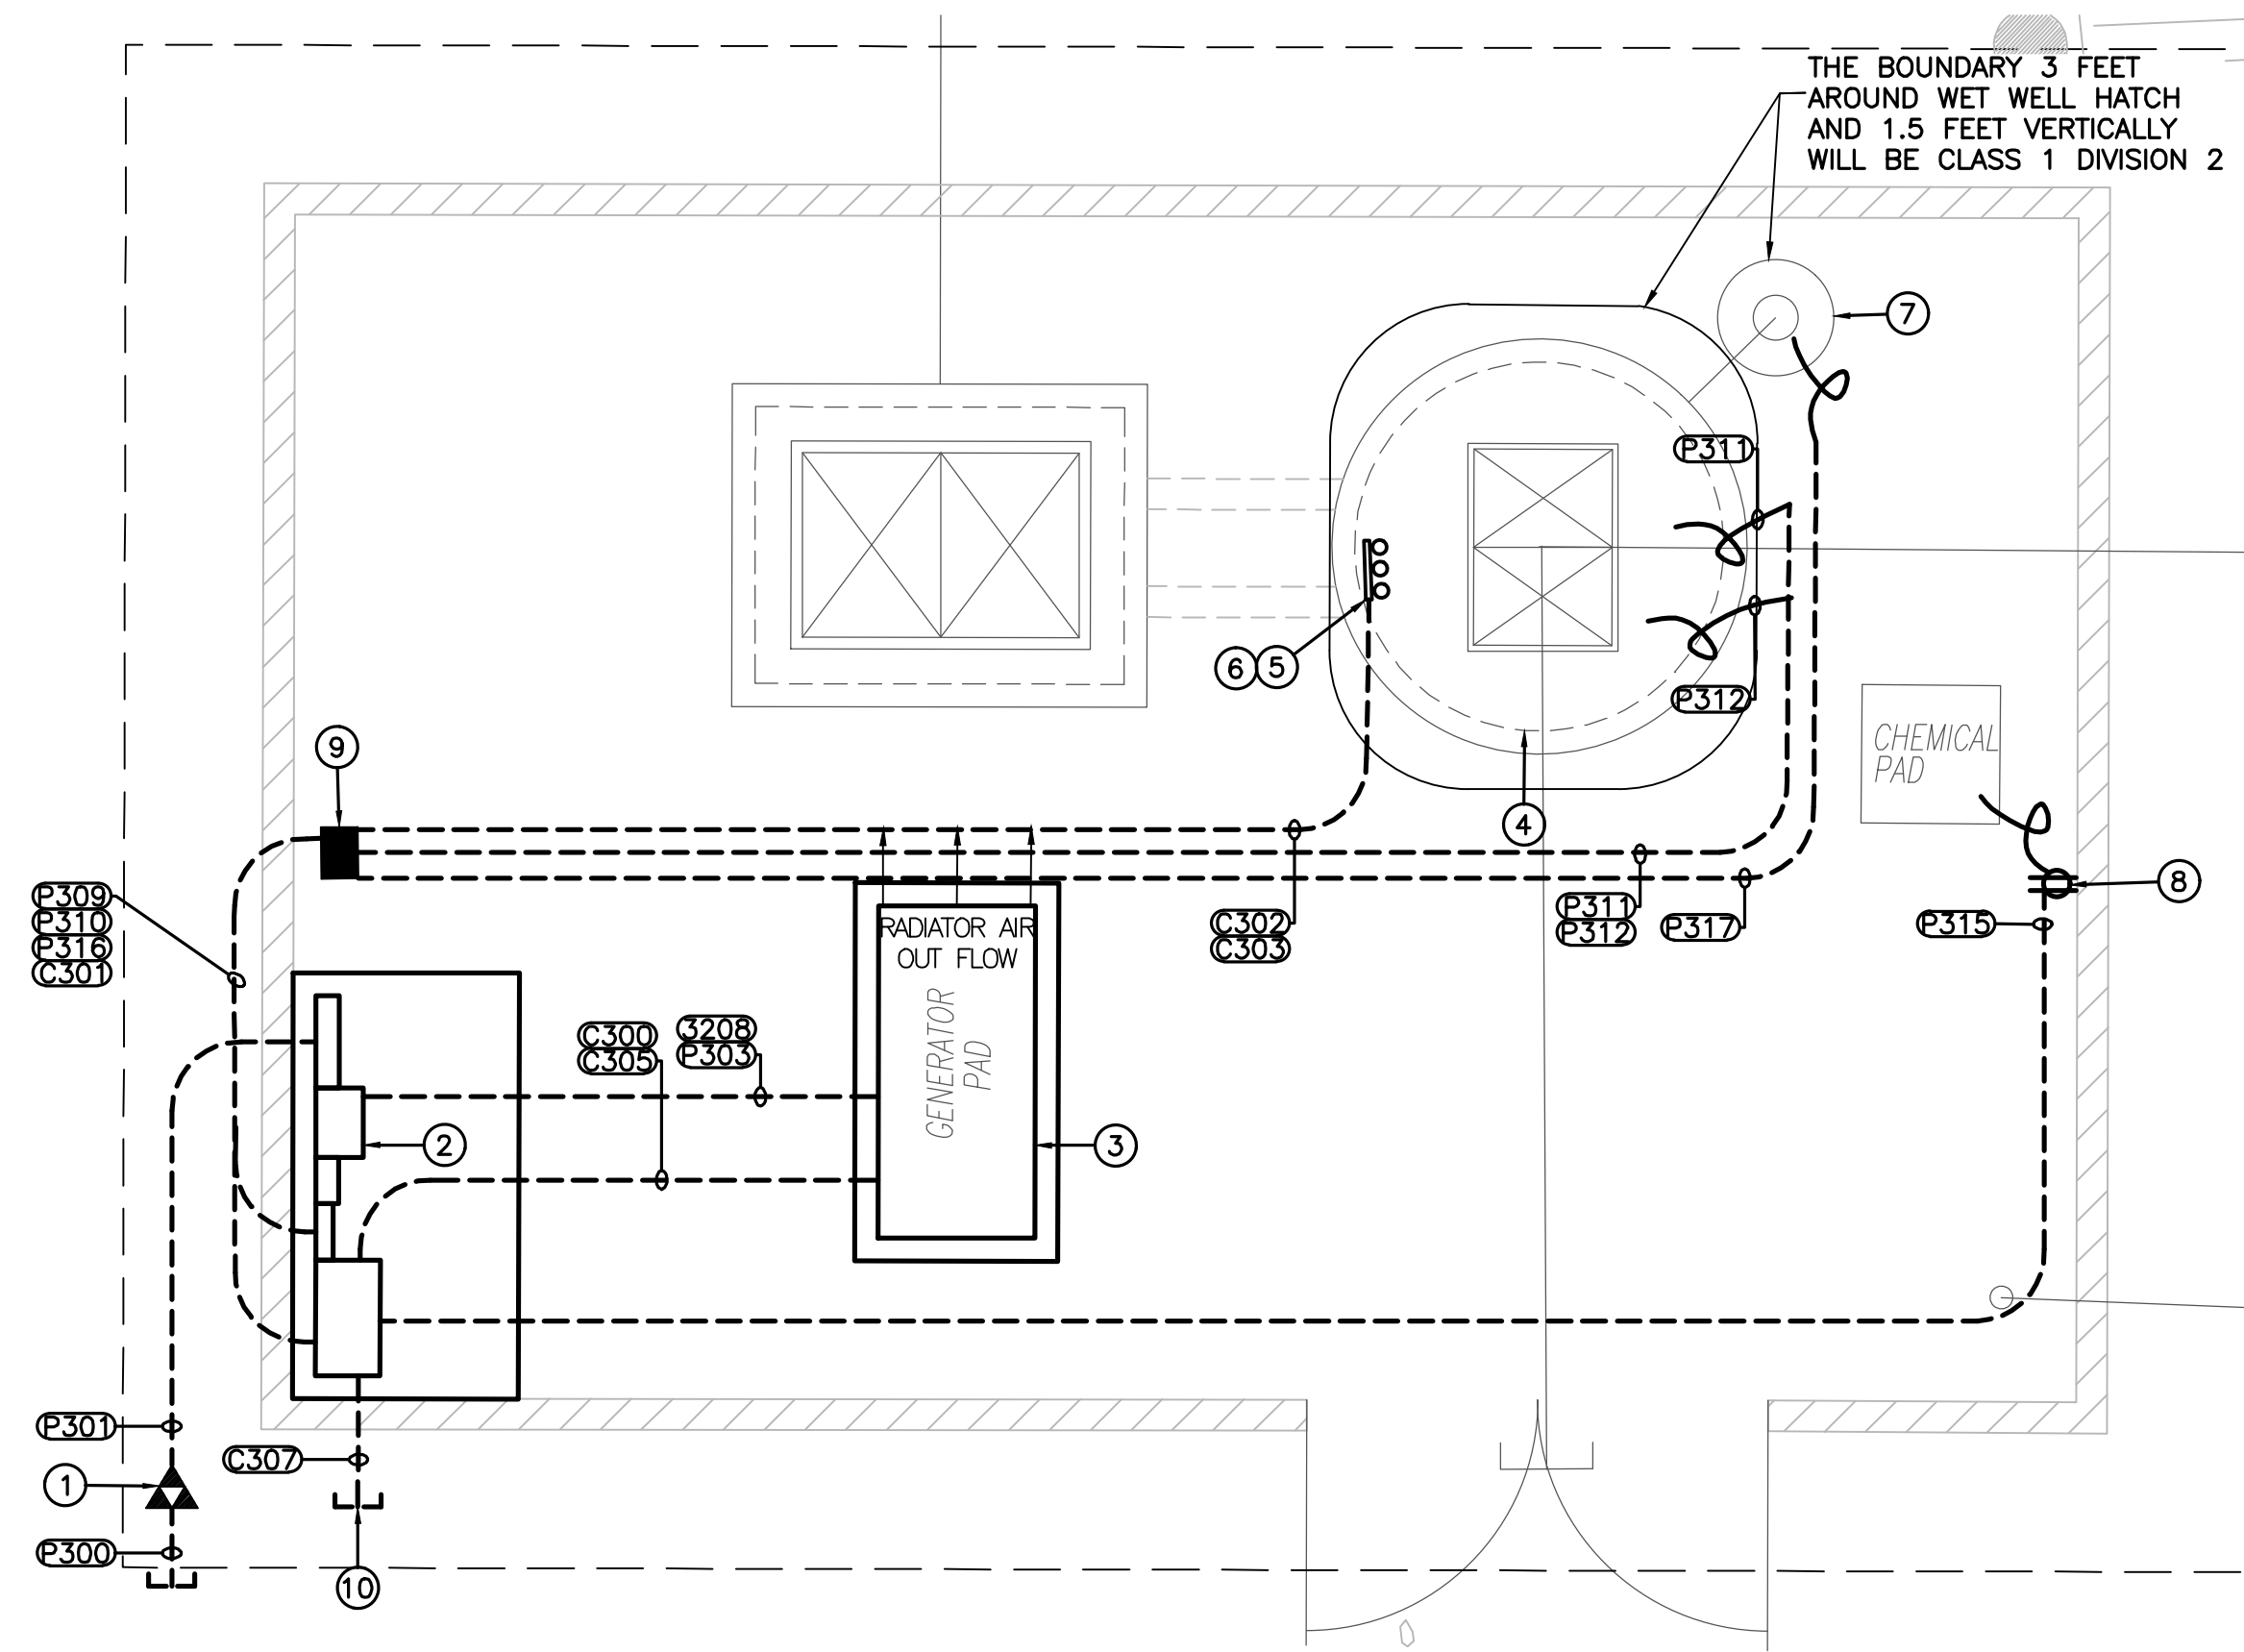 THE BOUNDARY 3 FEET
AROUND WET WELL HATCH
AND 1.5 FEET VERTICALLY
WILL BE CLASS 1 DIVISION 2
7
P311
6
5
P312
CHEMICAL
PAD
9
4
P309
P310
P316
C301
C302
C303
P311
P312
P317
P315
8
RADIATOR AIR
OUT FLOW
GENERATOR
PAD
C300
C305
3208
P303
2
3
P301
C307
1
P300
10